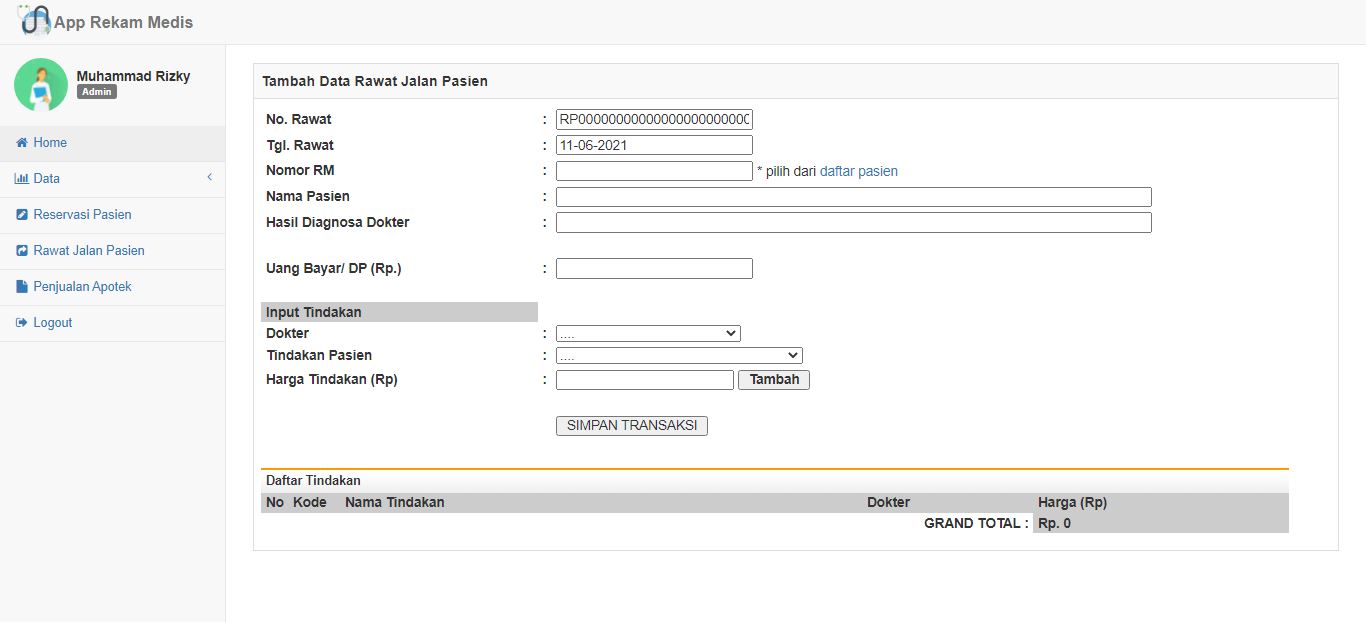 App Rekam Medis
Muhammad Rizky
Admin
Home
Data
Reservasi Pasien
Rawat Jalan Pasien
Penjualan Apotek
Logout
Tambah Data Rawat Jalan Pasien
No. Rawat : RP0000000000000000000000
Tgl. Rawat : 11-06-2021
Nomor RM : * pilih dari daftar pasien
Nama Pasien :
Hasil Diagnosa Dokter :
Uang Bayar/ DP (Rp.) :
Input Tindakan
Dokter : ....
Tindakan Pasien : ....
Harga Tindakan (Rp) : Tambah
SIMPAN TRANSAKSI
Daftar Tindakan
No Kode Nama Tindakan Dokter Harga (Rp)
GRAND TOTAL : Rp. 0